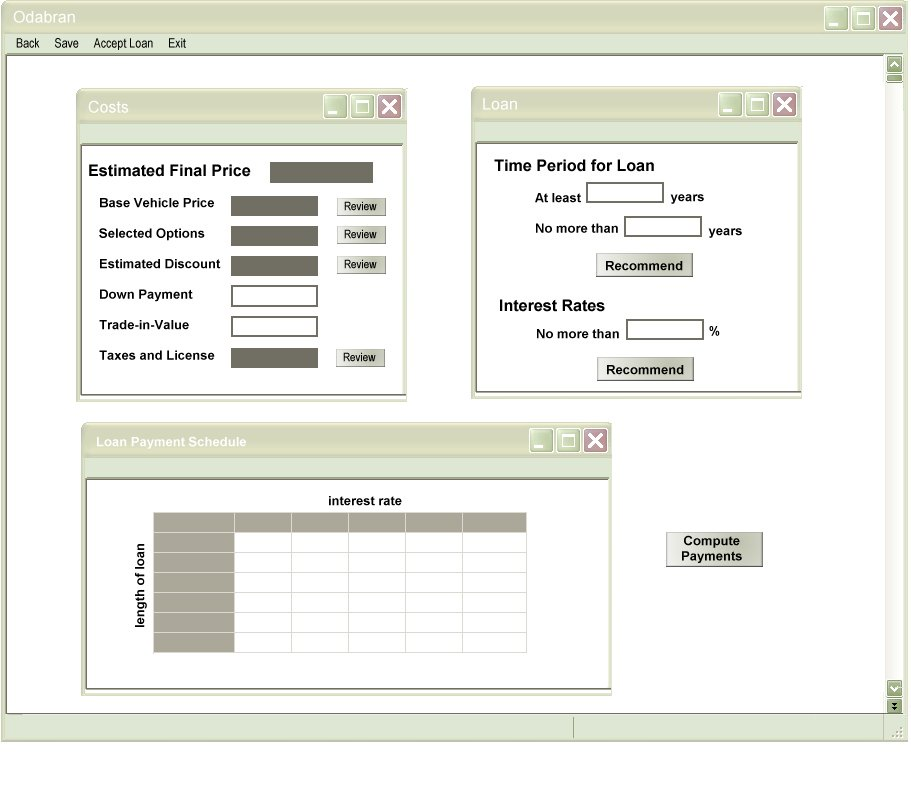 Odabran
Back Save Accept Loan Exit
Costs
Estimated Final Price
Base Vehicle Price Review
Selected Options Review
Estimated Discount Review
Down Payment
Trade-in-Value
Taxes and License Review
Loan
Time Period for Loan
At least years
No more than years
Recommend
Interest Rates
No more than %
Recommend
Loan Payment Schedule
interest rate
length of loan
Compute
Payments